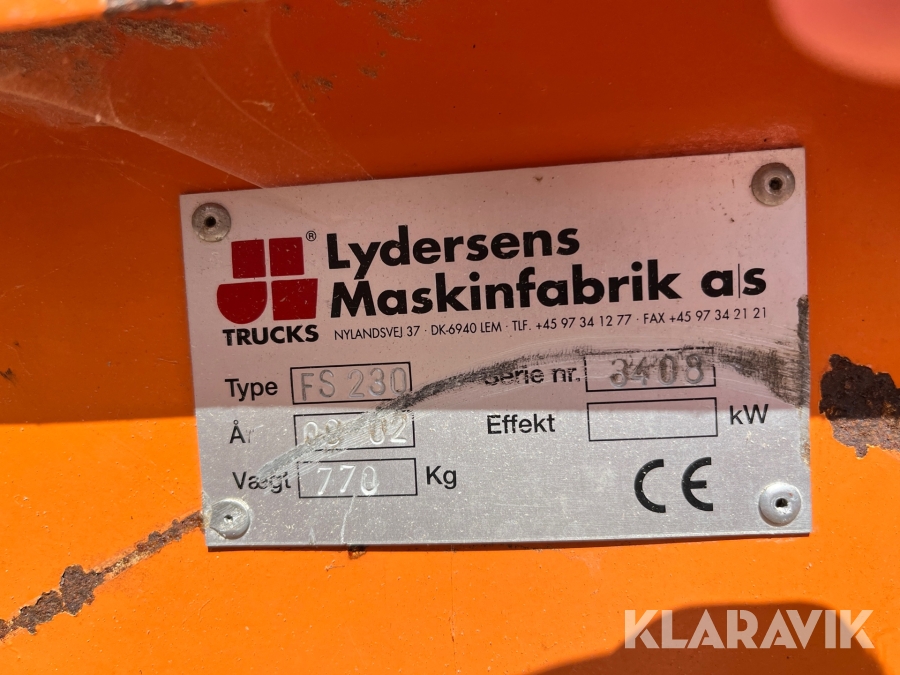 ® Lydersens
Maskinfabrik a/s
TRUCKS NYLANDSVEJ 37 · DK-6940 LEM · TLF. +45 97 34 12 77 · FAX +45 97 34 21 21
Type FS 230 Serie nr. 3408
År 02 Effekt kW
Vægt 770 Kg
CE
KLARAVIK